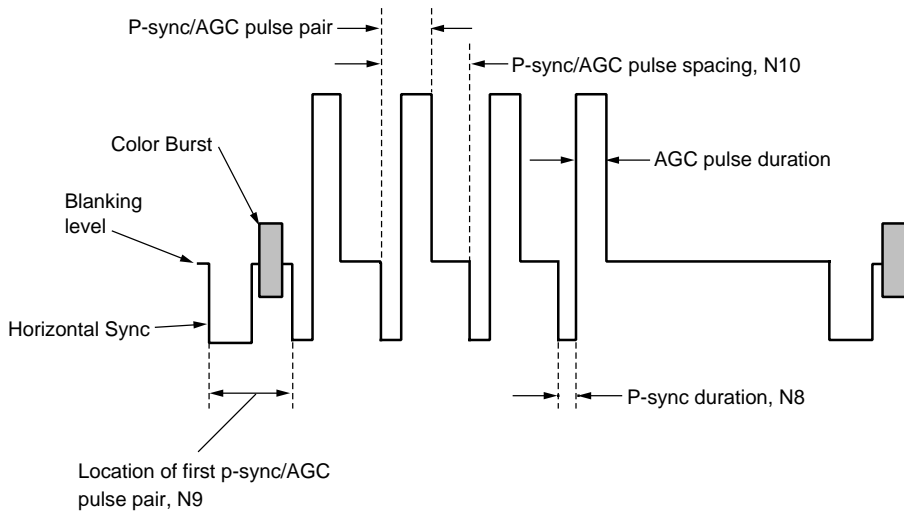 P-sync/AGC pulse pair
P-sync/AGC pulse spacing, N10
Color Burst
AGC pulse duration
Blanking
level
Horizontal Sync
P-sync duration, N8
Location of first p-sync/AGC
pulse pair, N9